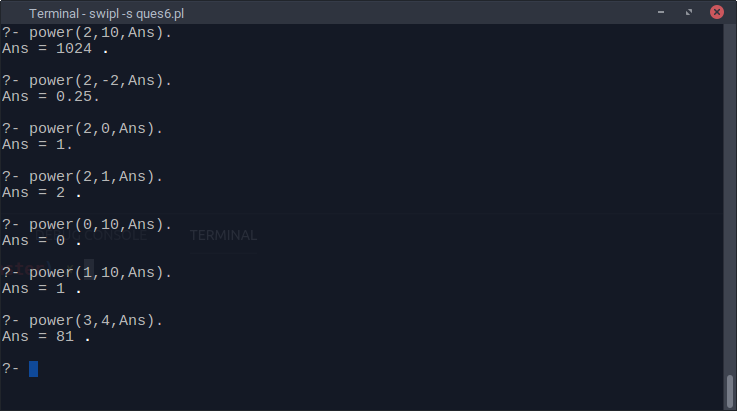 Terminal - swipl -s ques6.pl
?- power(2,10,Ans).
Ans = 1024 .
?- power(2,-2,Ans).
Ans = 0.25.
?- power(2,0,Ans).
Ans = 1.
?- power(2,1,Ans).
Ans = 2 .
?- power(0,10,Ans).
CONSOLE TERMINAL
Ans = 0 .
?- power(1,10,Ans).
Ans = 1 .
?- power(3,4,Ans).
Ans = 81 .
?-